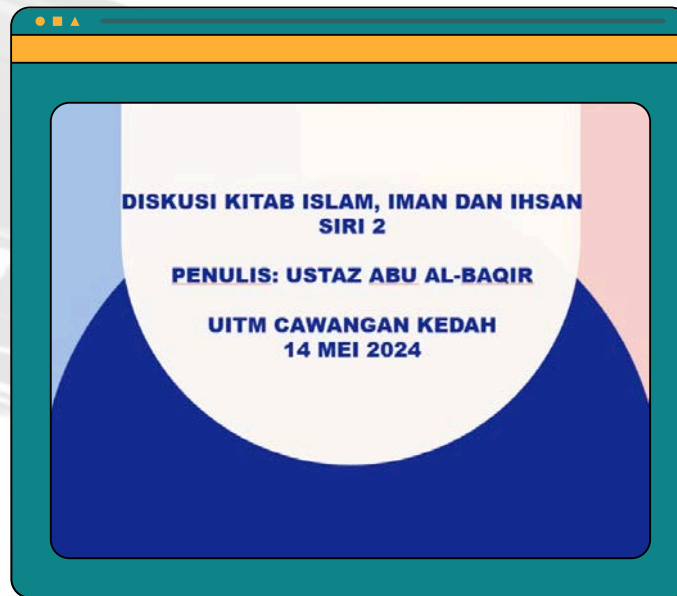 DISKUSI KITAB ISLAM, IMAN DAN IHSAN
SIRI 2
PENULIS: USTAZ ABU AL-BAQIR
UITM CAWANGAN KEDAH
14 MEI 2024